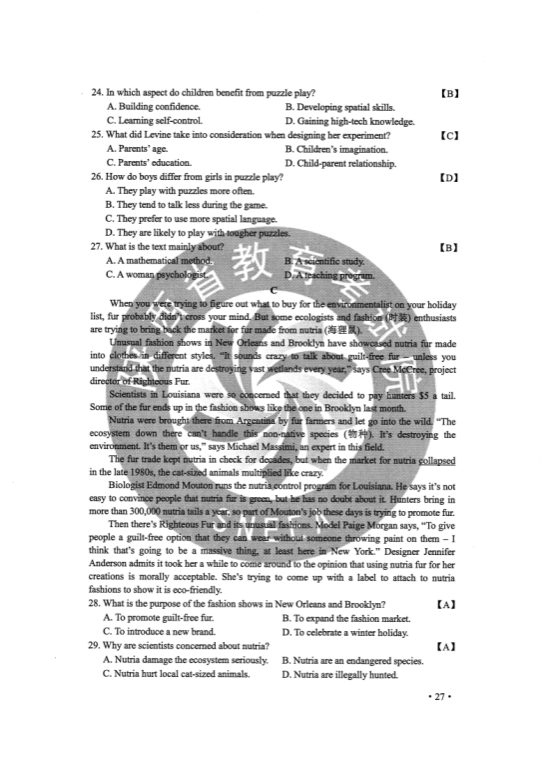 24. In which aspect do children benefit from puzzle play? 【B】
A. Building confidence. B. Developing spatial skills.
C. Learning self-control. D. Gaining high-tech knowledge.
25. What did Levine take into consideration when designing her experiment? 【C】
A. Parents' age. B. Children's imagination.
C. Parents' education. D. Child-parent relationship.
26. How do boys differ from girls in puzzle play? 【D】
A. They play with puzzles more often.
B. They tend to talk less during the game.
C. They prefer to use more spatial language.
D. They are likely to play with tougher puzzles.
27. What is the text mainly about? 【B】
A. A mathematical method. B. A scientific study.
C. A woman psychologist. D. A teaching program.
C
When you were trying to figure out what to buy for the environmentalist on your holiday
list, fur probably didn't cross your mind. But some ecologists and fashion (时装) enthusiasts
are trying to bring back the market for fur made from nutria (海狸鼠).
Unusual fashion shows in New Orleans and Brooklyn have showcased nutria fur made
into clothes in different styles. "It sounds crazy to talk about guilt-free fur — unless you
understand that the nutria are destroying vast wetlands every year," says Cree McCree, project
director of Righteous Fur.
Scientists in Louisiana were so concerned that they decided to pay hunters $5 a tail.
Some of the fur ends up in the fashion shows like the one in Brooklyn last month.
Nutria were brought there from Argentina by fur farmers and let go into the wild. "The
ecosystem down there can't handle this non-native species (物种). It's destroying the
environment. It's them or us," says Michael Massimi, an expert in this field.
The fur trade kept nutria in check for decades, but when the market for nutria collapsed
in the late 1980s, the cat-sized animals multiplied like crazy.
Biologist Edmond Mouton runs the nutria control program for Louisiana. He says it's not
easy to convince people that nutria fur is green, but he has no doubt about it. Hunters bring in
more than 300,000 nutria tails a year, so part of Mouton's job these days is trying to promote fur.
Then there's Righteous Fur and its unusual fashions. Model Paige Morgan says, "To give
people a guilt-free option that they can wear without someone throwing paint on them – I
think that's going to be a massive thing, at least here in New York." Designer Jennifer
Anderson admits it took her a while to come around to the opinion that using nutria fur for her
creations is morally acceptable. She's trying to come up with a label to attach to nutria
fashions to show it is eco-friendly.
28. What is the purpose of the fashion shows in New Orleans and Brooklyn? 【A】
A. To promote guilt-free fur. B. To expand the fashion market.
C. To introduce a new brand. D. To celebrate a winter holiday.
29. Why are scientists concerned about nutria? 【A】
A. Nutria damage the ecosystem seriously. B. Nutria are an endangered species.
C. Nutria hurt local cat-sized animals. D. Nutria are illegally hunted.
· 27 ·